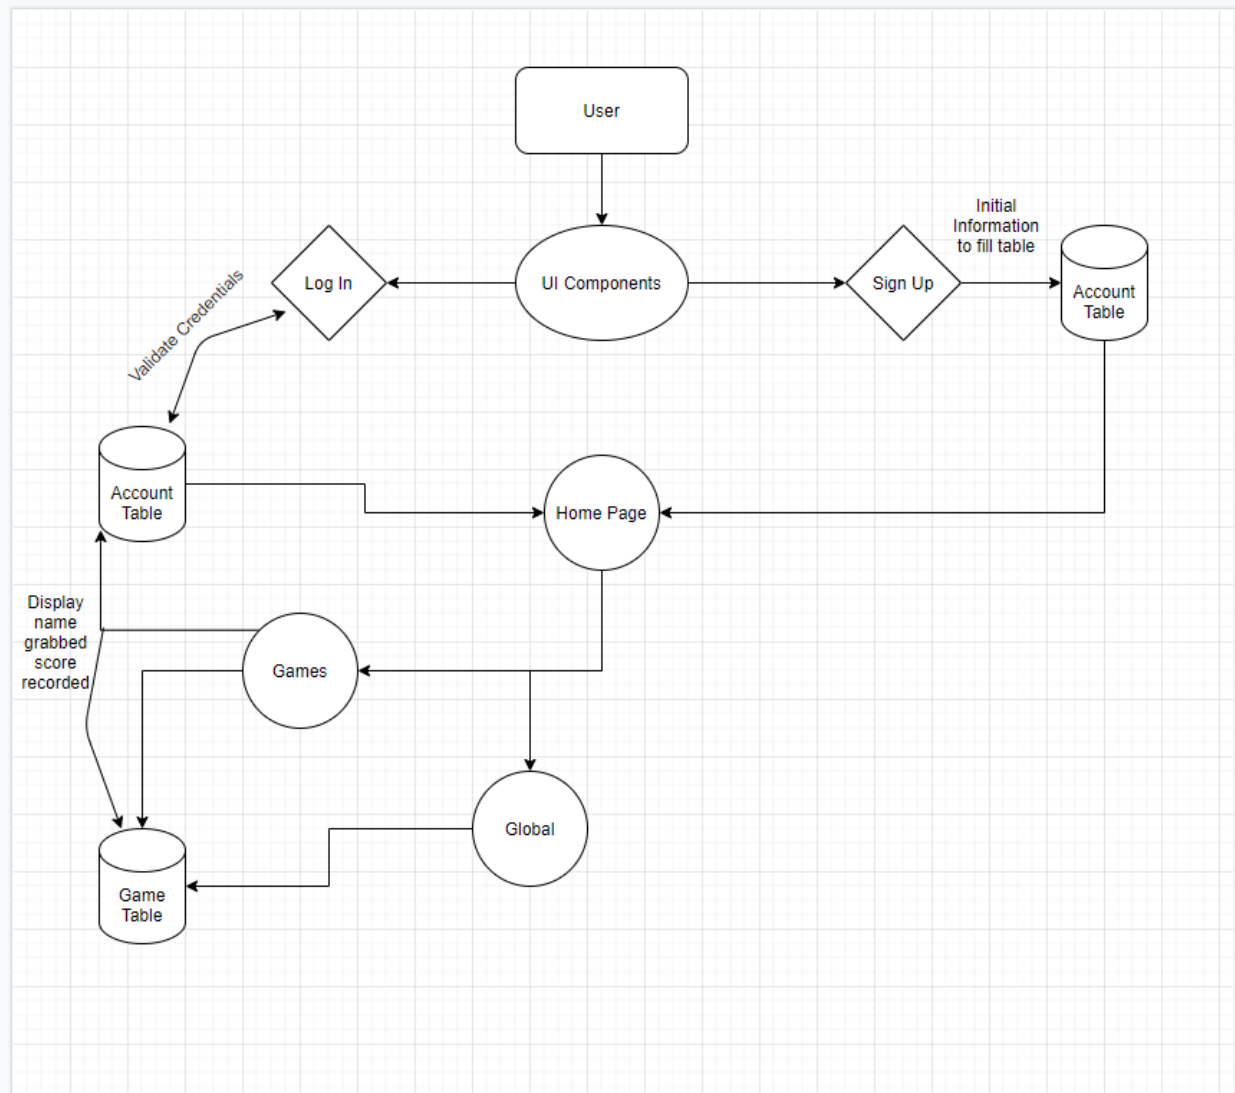 User
Initial
Information
to fill table
Log In
UI Components
Sign Up
Account
Table
Validate Credentials
Account
Table
Home Page
Display
name
grabbed
score
recorded
Games
Global
Game
Table